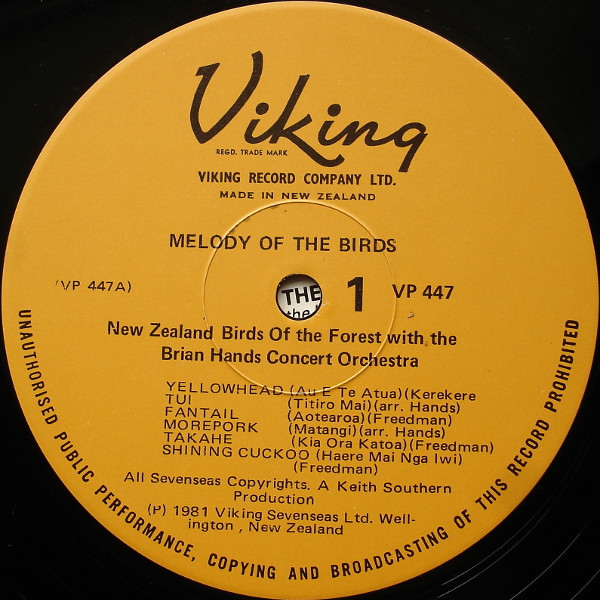 Viking
REGD. TRADE MARK
VIKING RECORD COMPANY LTD.
MADE IN NEW ZEALAND
MELODY OF THE BIRDS
(VP 447A)
THE
the
1
VP 447
New Zealand Birds Of the Forest with the
Brian Hands Concert Orchestra
YELLOWHEAD (Au E Te Atua)(Kerekere
TUI (Titiro Mai)(arr. Hands)
FANTAIL (Aotearoa)(Freedman)
MOREPORK (Matangi)(arr. Hands)
TAKAHE (Kia Ora Katoa)(Freedman)
SHINING CUCKOO (Haere Mai Nga Iwi)
(Freedman)
All Sevenseas Copyrights. A Keith Southern
Production
(P) 1981 Viking Sevenseas Ltd. Well-
ington , New Zealand
UNAUTHORISED PUBLIC PERFORMANCE, COPYING AND BROADCASTING OF THIS RECORD PROHIBITED